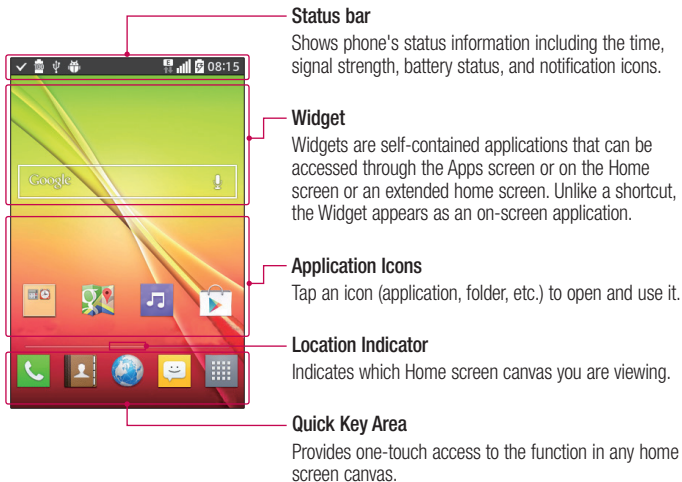 Status bar
Shows phone's status information including the time,
signal strength, battery status, and notification icons.
08:15
Widget
Widgets are self-contained applications that can be
accessed through the Apps screen or on the Home
screen or an extended home screen. Unlike a shortcut,
the Widget appears as an on-screen application.
Google
Application Icons
Tap an icon (application, folder, etc.) to open and use it.
Location Indicator
Indicates which Home screen canvas you are viewing.
Quick Key Area
Provides one-touch access to the function in any home
screen canvas.